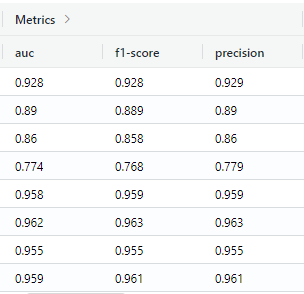 Metrics >
auc f1-score precision
0.928 0.928 0.929
0.89 0.889 0.89
0.86 0.858 0.86
0.774 0.768 0.779
0.958 0.959 0.959
0.962 0.963 0.963
0.955 0.955 0.955
0.959 0.961 0.961